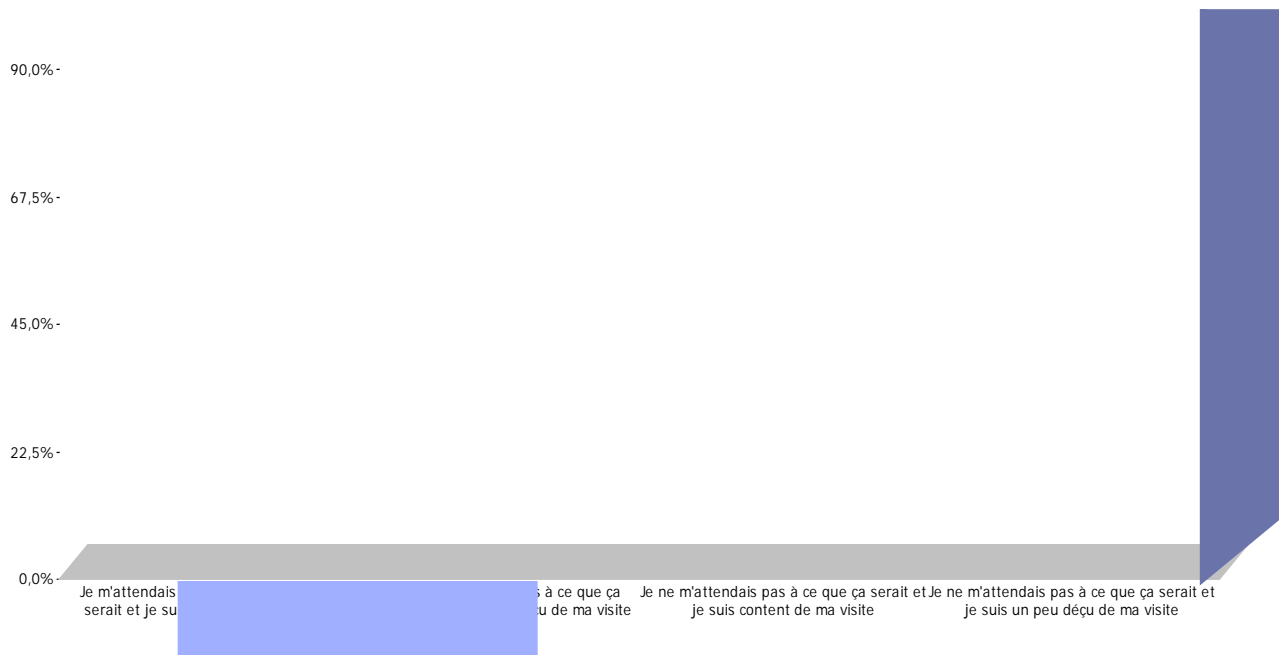 90,0%
67,5%
45,0%
22,5%
0,0%
Je m'attendais
serait et je su
à ce que ça
de ma visite
Je ne m'attendais pas à ce que ça serait et
je suis content de ma visite
Je ne m'attendais pas à ce que ça serait et
je suis un peu déçu de ma visite